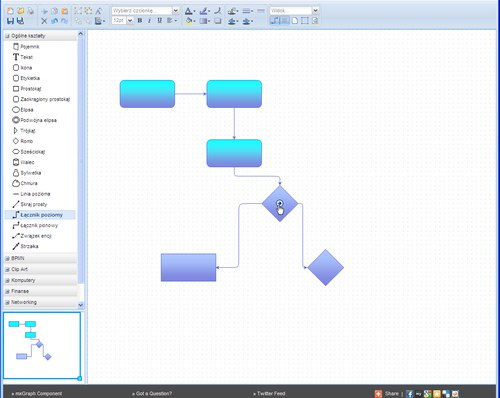 Wybierz czcionkę.
Widok.
12pt
B I U
Ogólne kształty
Pojemnik
Tekst
Ikona
Etykieta
Prostokąt
Zaokrąglony prostokąt
Elipsa
Podwójna elipsa
Trójkąt
Romb
Sześciokąt
Walec
Sylwetka
Chmura
Linia pozioma
Skraj prosty
Łącznik poziomy
Łącznik pionowy
Związek encji
Strzałka
BPMN
Clip Art
Komputery
Finanse
Networking
mxGraph Component
Got a Question?
Twitter Feed
Share